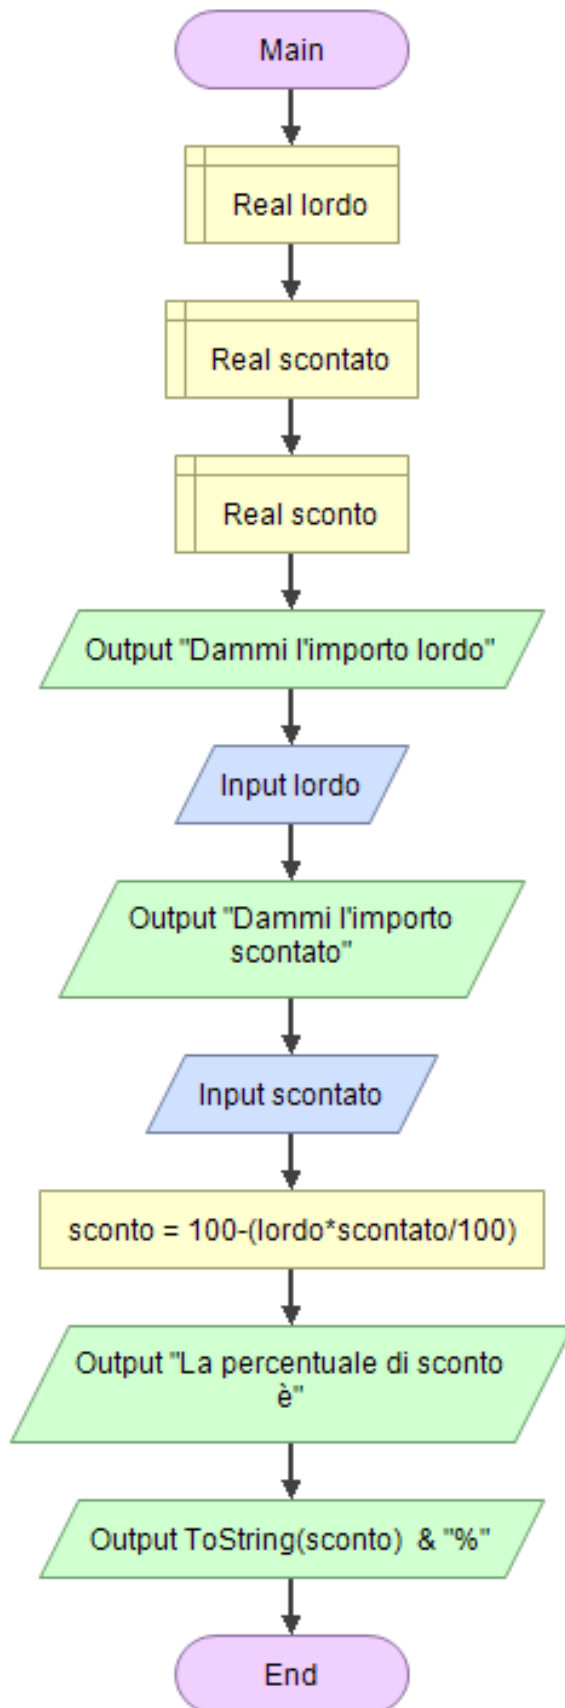 Main
Real lordo
Real scontato
Real sconto
Output "Dammi l'importo lordo"
Input lordo
Output "Dammi l'importo
scontato"
Input scontato
sconto = 100-(lordo*scontato/100)
Output "La percentuale di sconto
è"
Output ToString(sconto)  & "%"
End